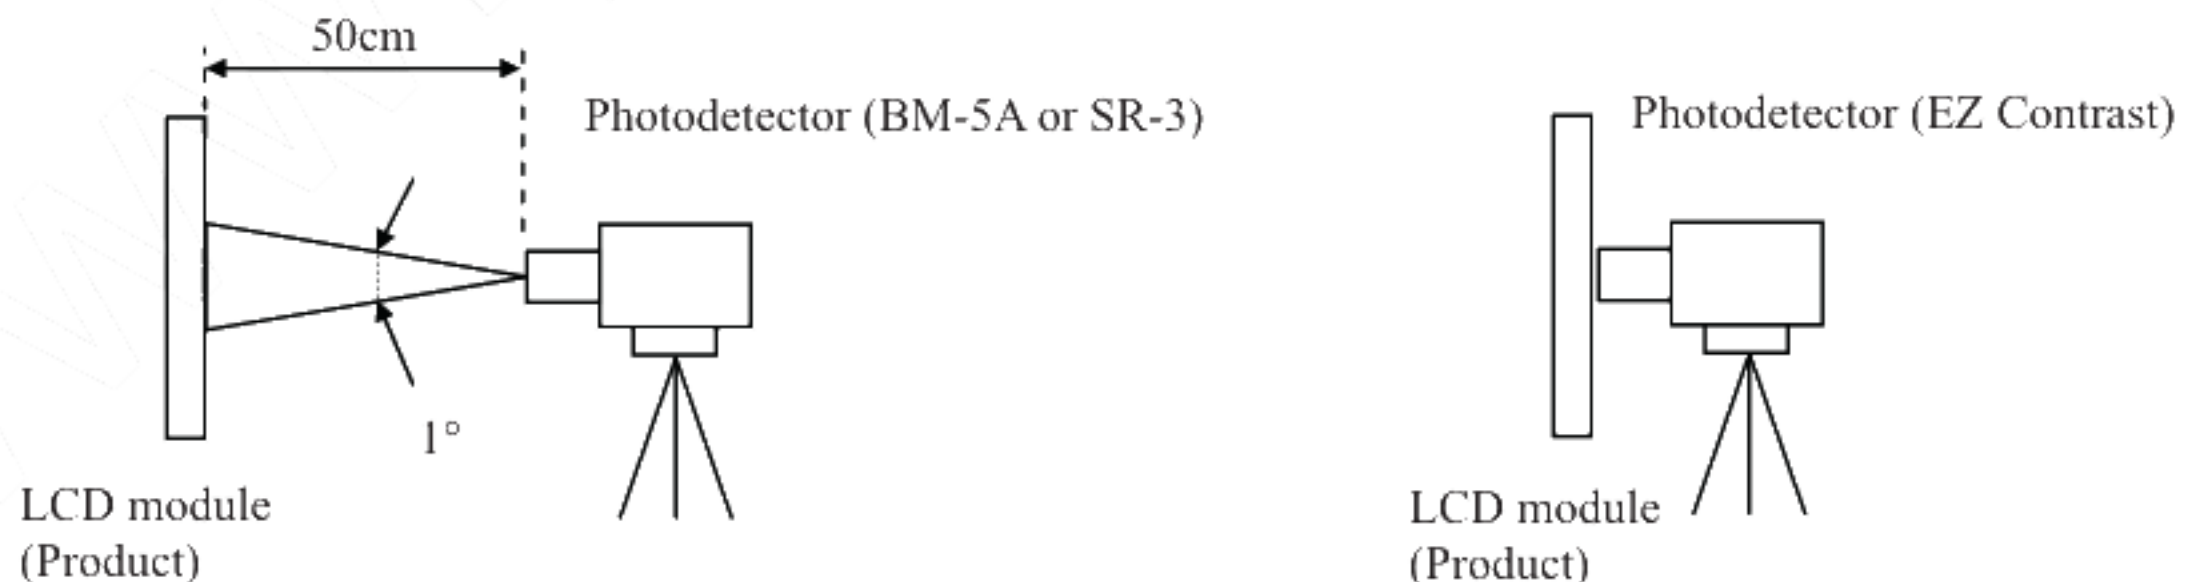 50cm
Photodetector (BM-5A or SR-3)
1°
LCD module
(Product)
Photodetector (EZ Contrast)
LCD module
(Product)